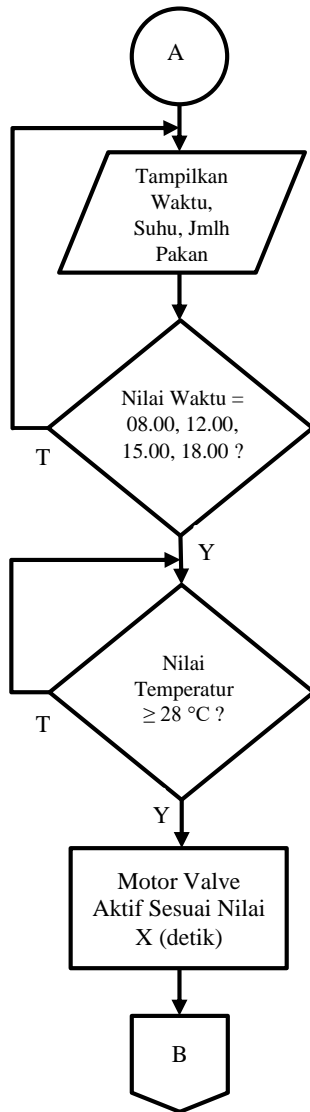 A
Tampilkan
Waktu,
Suhu, Jmlh
Pakan
Nilai Waktu =
08.00, 12.00,
15.00, 18.00 ?
T
Y
Nilai
Temperatur
≥ 28 °C ?
T
Y
Motor Valve
Aktif Sesuai Nilai
X (detik)
B